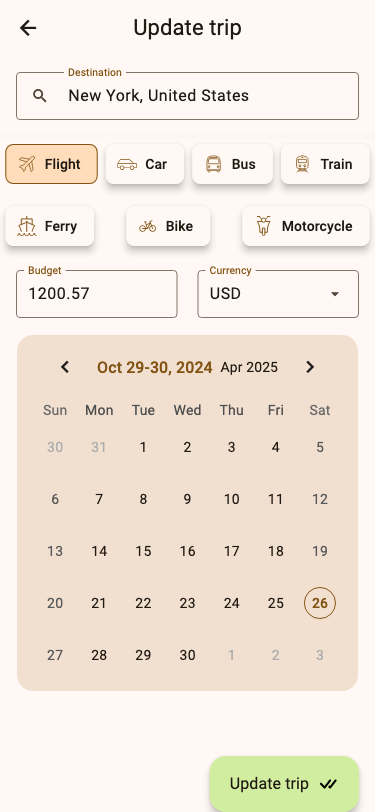 Update trip
Destination
New York, United States
Flight Car Bus Train
Ferry Bike Motorcycle
Budget Currency
1200.57 USD
Oct 29-30, 2024 Apr 2025
Sun Mon Tue Wed Thu Fri Sat
30 31 1 2 3 4 5
6 7 8 9 10 11 12
13 14 15 16 17 18 19
20 21 22 23 24 25 26
27 28 29 30 1 2 3
Update trip